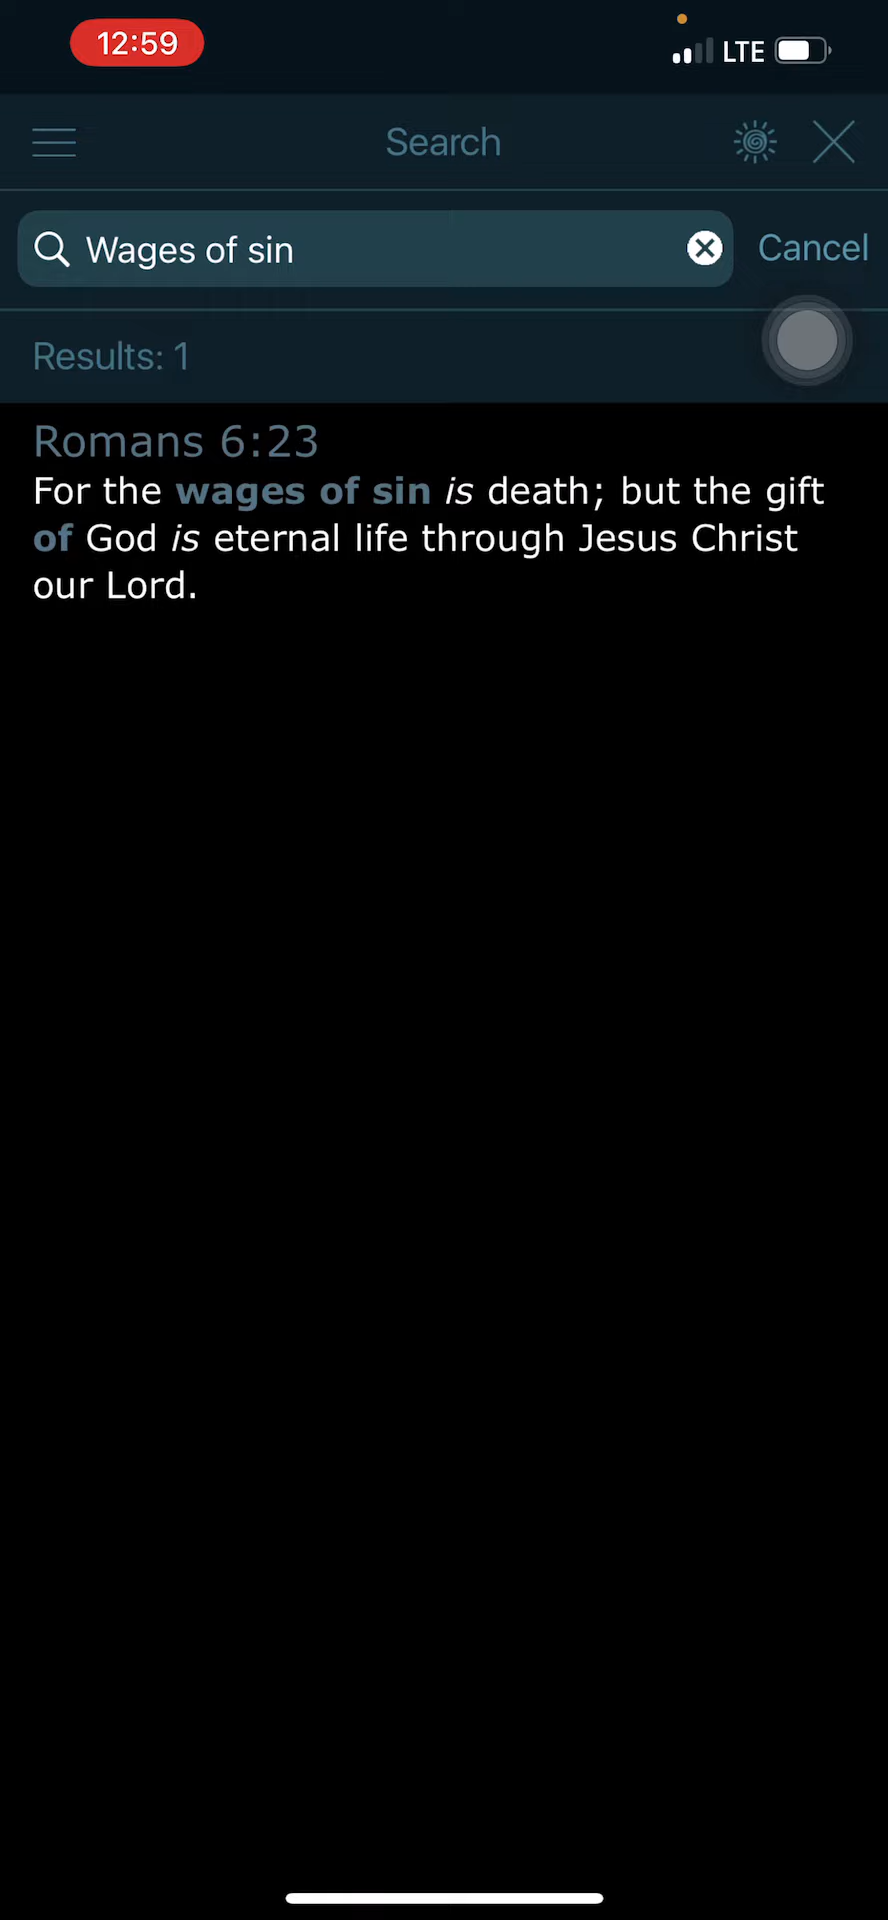 12:59
LTE
Search
Wages of sin
Cancel
Results: 1
Romans 6:23
For the wages of sin is death; but the gift
of God is eternal life through Jesus Christ
our Lord.